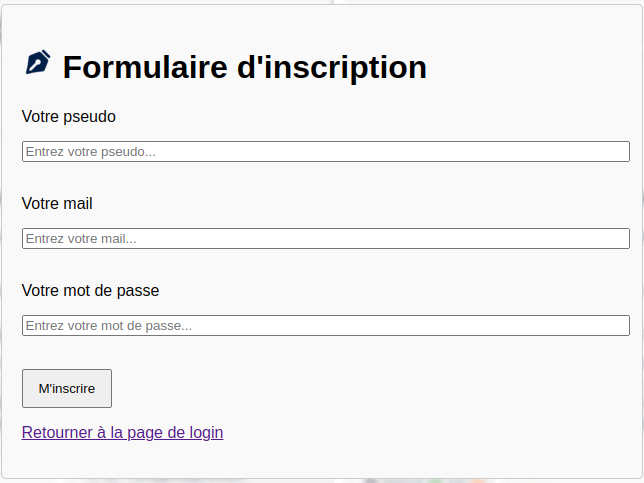 Formulaire d'inscription
Votre pseudo
Entrez votre pseudo...
Votre mail
Entrez votre mail...
Votre mot de passe
Entrez votre mot de passe...
M'inscrire
Retourner à la page de login